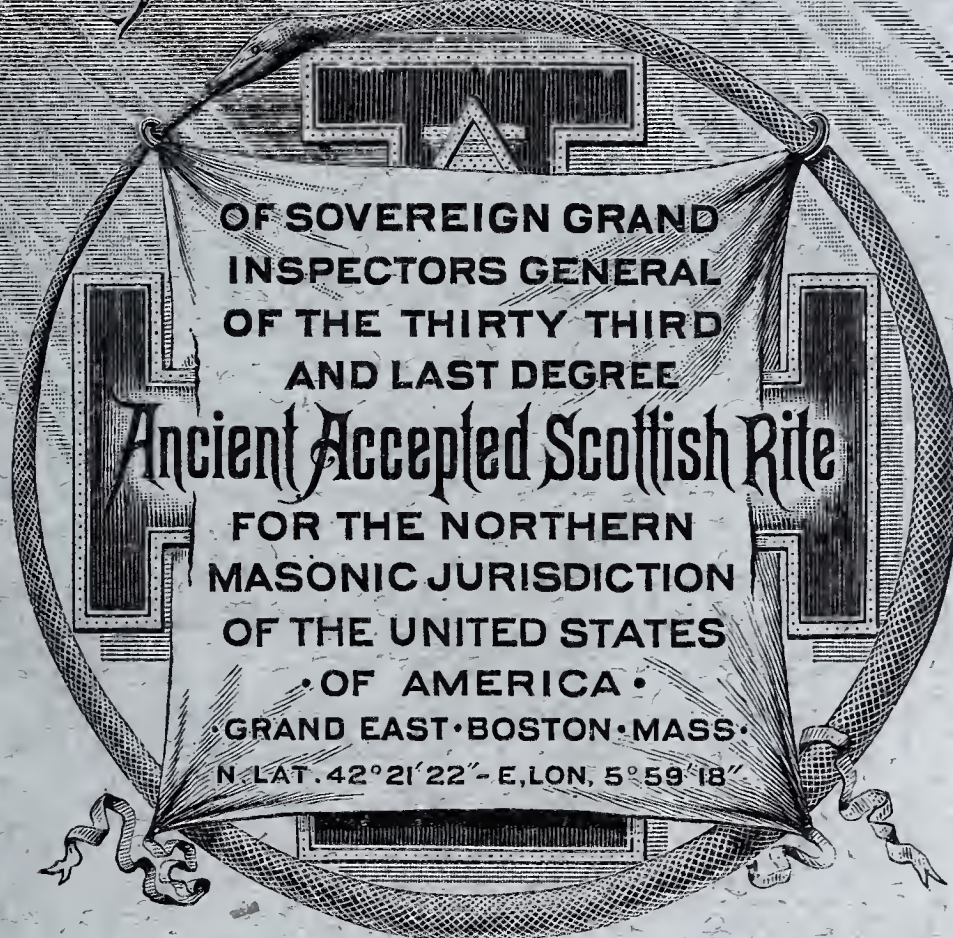 OF SOVEREIGN GRAND
INSPECTORS GENERAL
OF THE THIRTY THIRD
AND LAST DEGREE
Ancient Accepted Scottish Rite
FOR THE NORTHERN
MASONIC JURISDICTION
OF THE UNITED STATES
•OF AMERICA•
•GRAND EAST•BOSTON•MASS•
N. LAT. 42°21′22″- E, LON, 5°59′18″